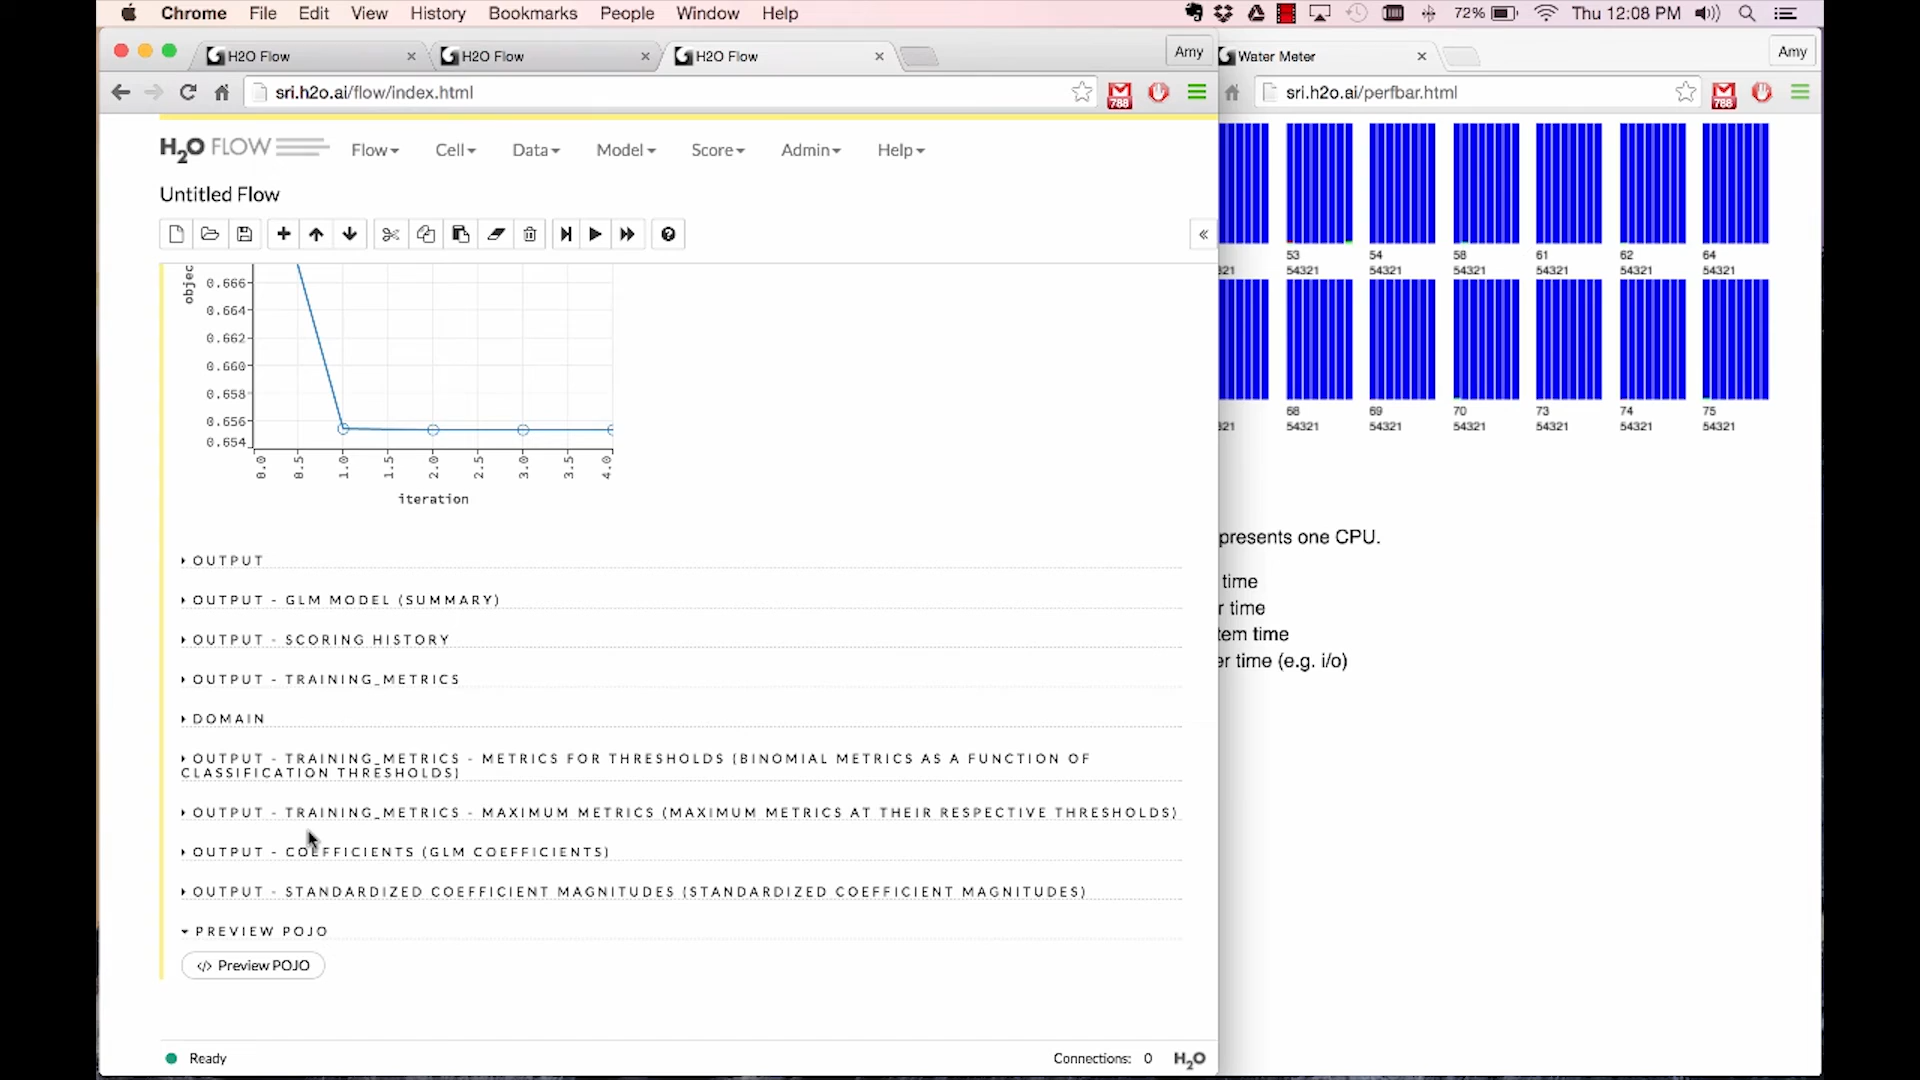 Chrome File Edit View History Bookmarks People Window Help
72% Thu 12:08 PM
H2O Flow
H2O Flow
H2O Flow
Amy
Water Meter
Amy
sri.h2o.ai/flow/index.html
788
sri.h2o.ai/perfbar.html
788
H2O FLOW
Flow Cell Data Model Score Admin Help
Untitled Flow
objec
0.666
0.664
0.662
0.660
0.658
0.656
0.654
0.0 0.5 1.0 1.5 2.0 2.5 3.0 3.5 4.0
iteration
OUTPUT
OUTPUT - GLM MODEL (SUMMARY)
OUTPUT - SCORING HISTORY
OUTPUT - TRAINING_METRICS
DOMAIN
OUTPUT - TRAINING_METRICS - METRICS FOR THRESHOLDS (BINOMIAL METRICS AS A FUNCTION OF
CLASSIFICATION THRESHOLDS)
OUTPUT - TRAINING_METRICS - MAXIMUM METRICS (MAXIMUM METRICS AT THEIR RESPECTIVE THRESHOLDS)
OUTPUT - COEFFICIENTS (GLM COEFFICIENTS)
OUTPUT - STANDARDIZED COEFFICIENT MAGNITUDES (STANDARDIZED COEFFICIENT MAGNITUDES)
PREVIEW POJO
</> Preview POJO
Ready
Connections: 0 H2O
53 54 58 61 62 64
321 54321 54321 54321 54321 54321 54321
68 69 70 73 74 75
321 54321 54321 54321 54321 54321 54321
presents one CPU.
time
r time
tem time
er time (e.g. i/o)